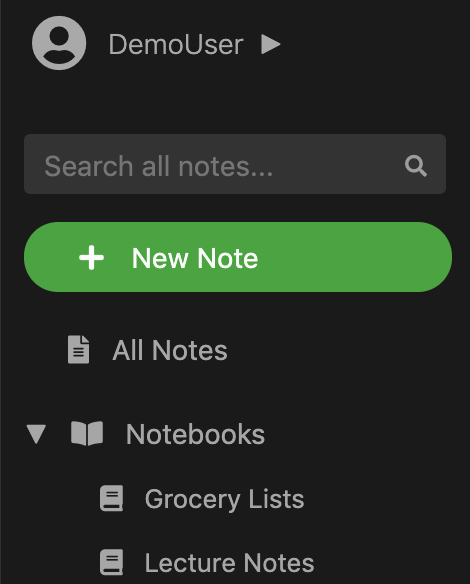 DemoUser
Search all notes...
New Note
All Notes
Notebooks
Grocery Lists
Lecture Notes